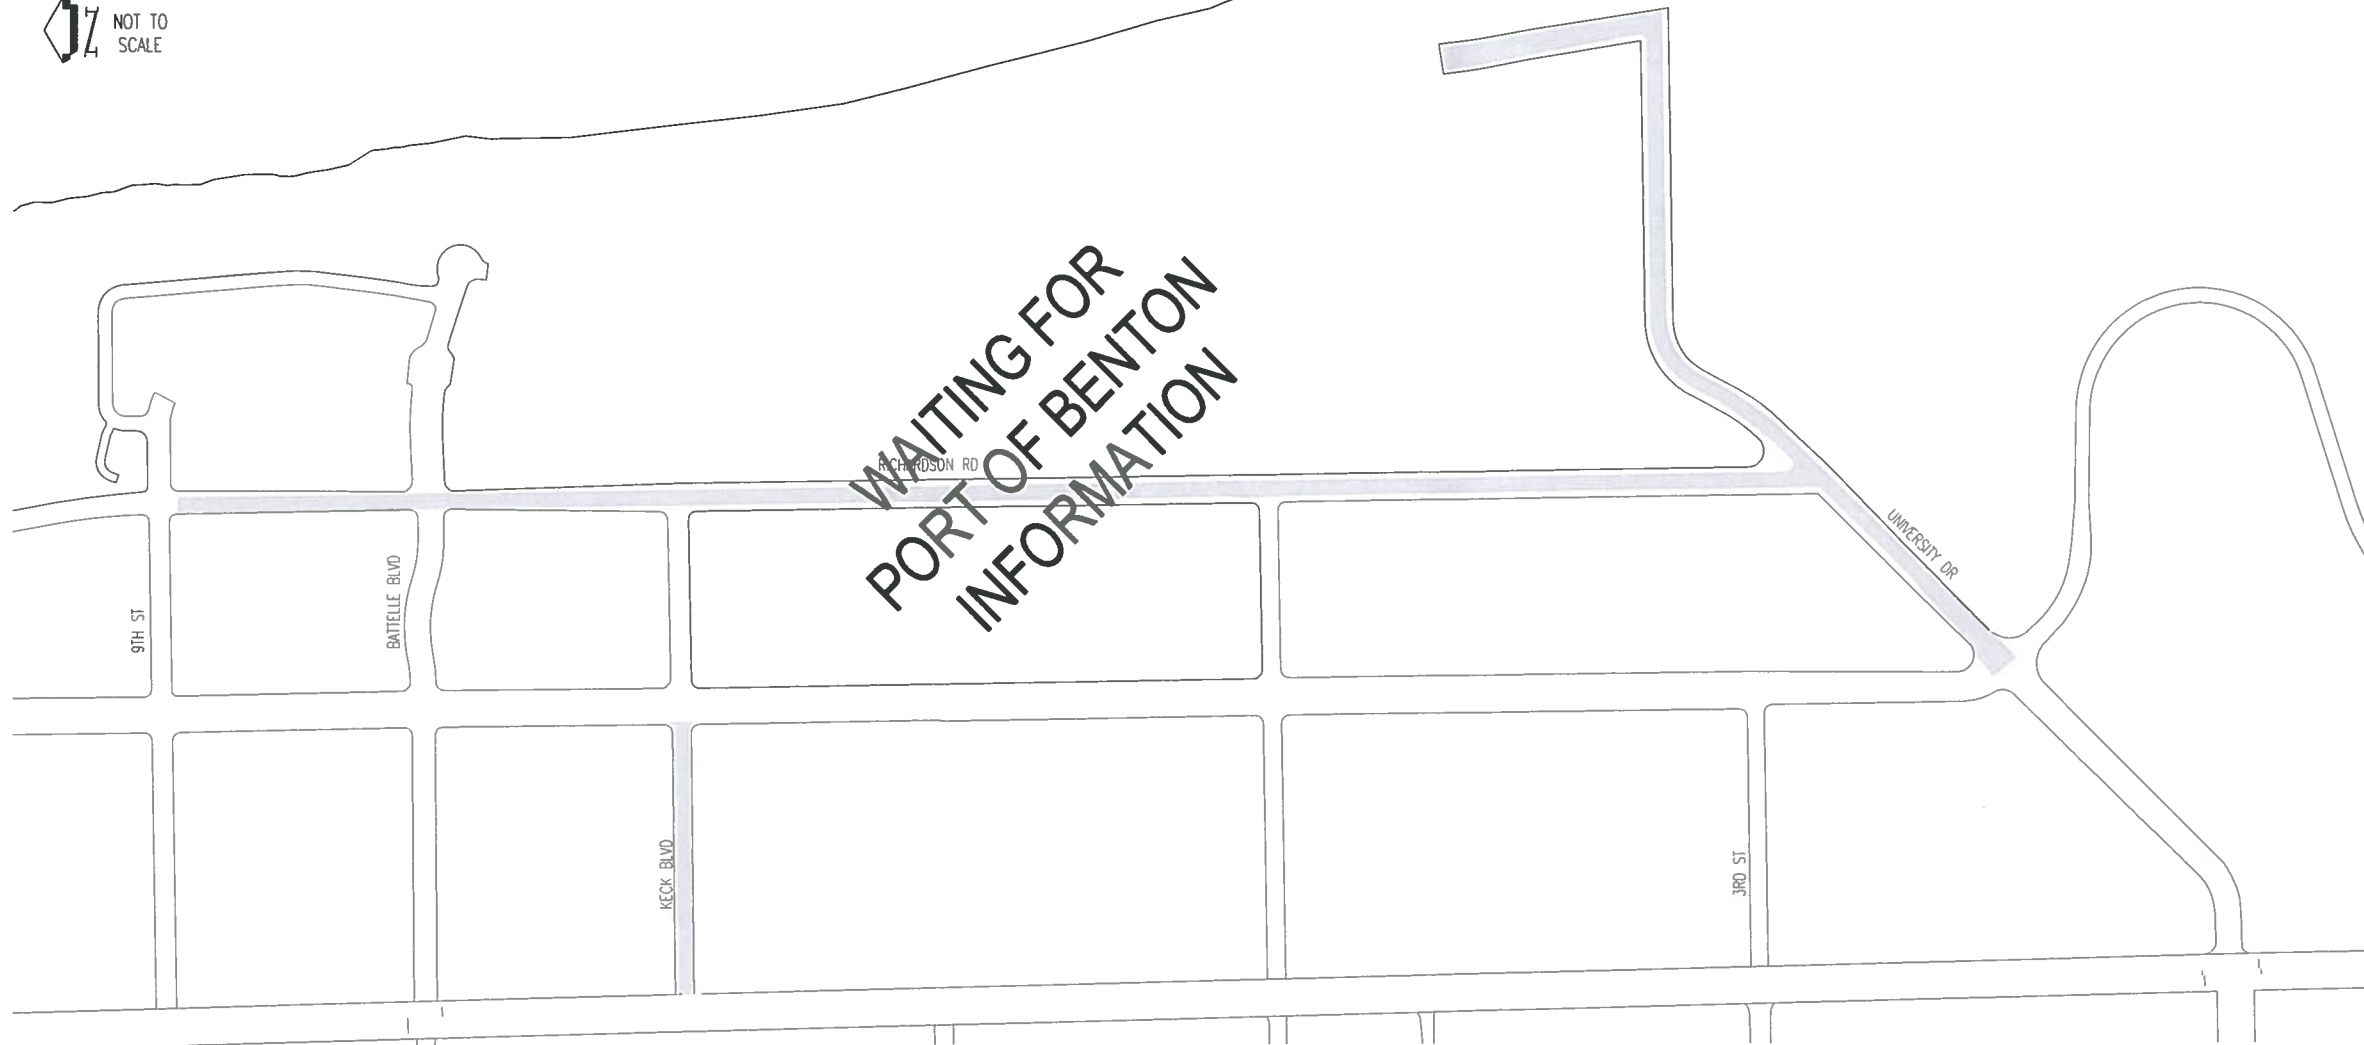 N
NOT TO
SCALE
WAITING FOR
PORT OF BENTON
INFORMATION
RICHARDSON RD
UNIVERSITY DR
9TH ST
BATTELLE BLVD
KECK BLVD
3RD ST